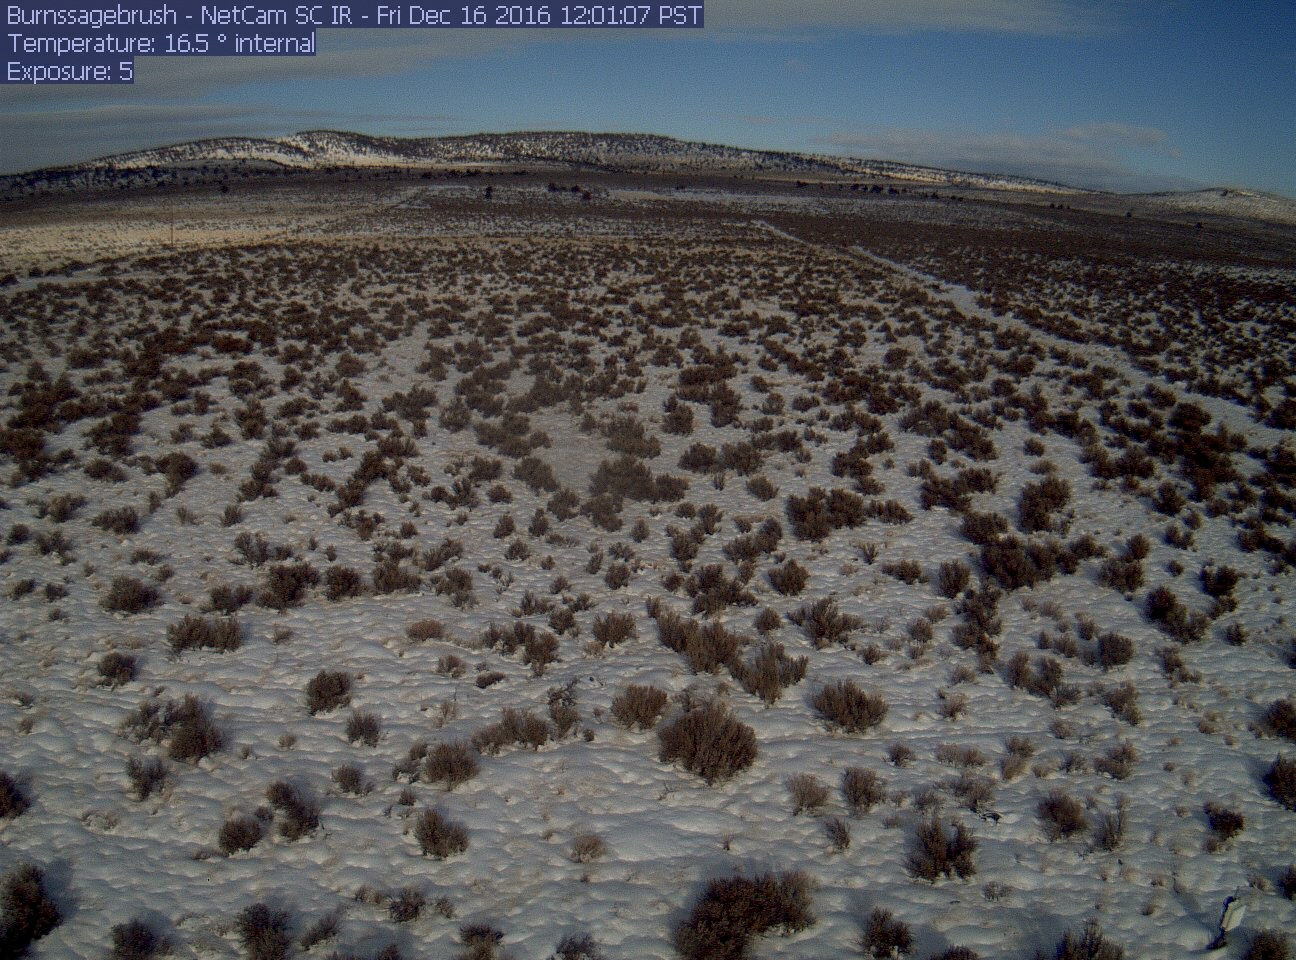 Burnssagebrush - NetCam SC IR - Fri Dec 16 2016 12:01:07 PST
Temperature: 16.5 ° internal
Exposure: 5